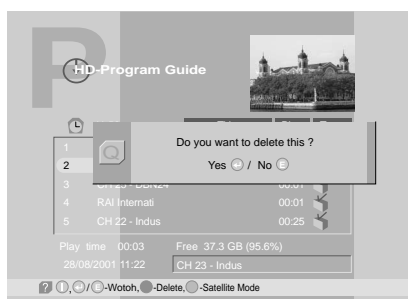 HD-Program Guide
1
Do you want to delete this ?
2
Yes / No E
3 CH 23 - DBN24 00:01
4 RAI Internati 00:01
5 CH 22 - Indus 00:25
Play time 00:03 Free 37.3 GB (95.6%)
28/08/2001 11:22 CH 23 - Indus
? /E-Wotoh, -Delete, -Satellite Mode